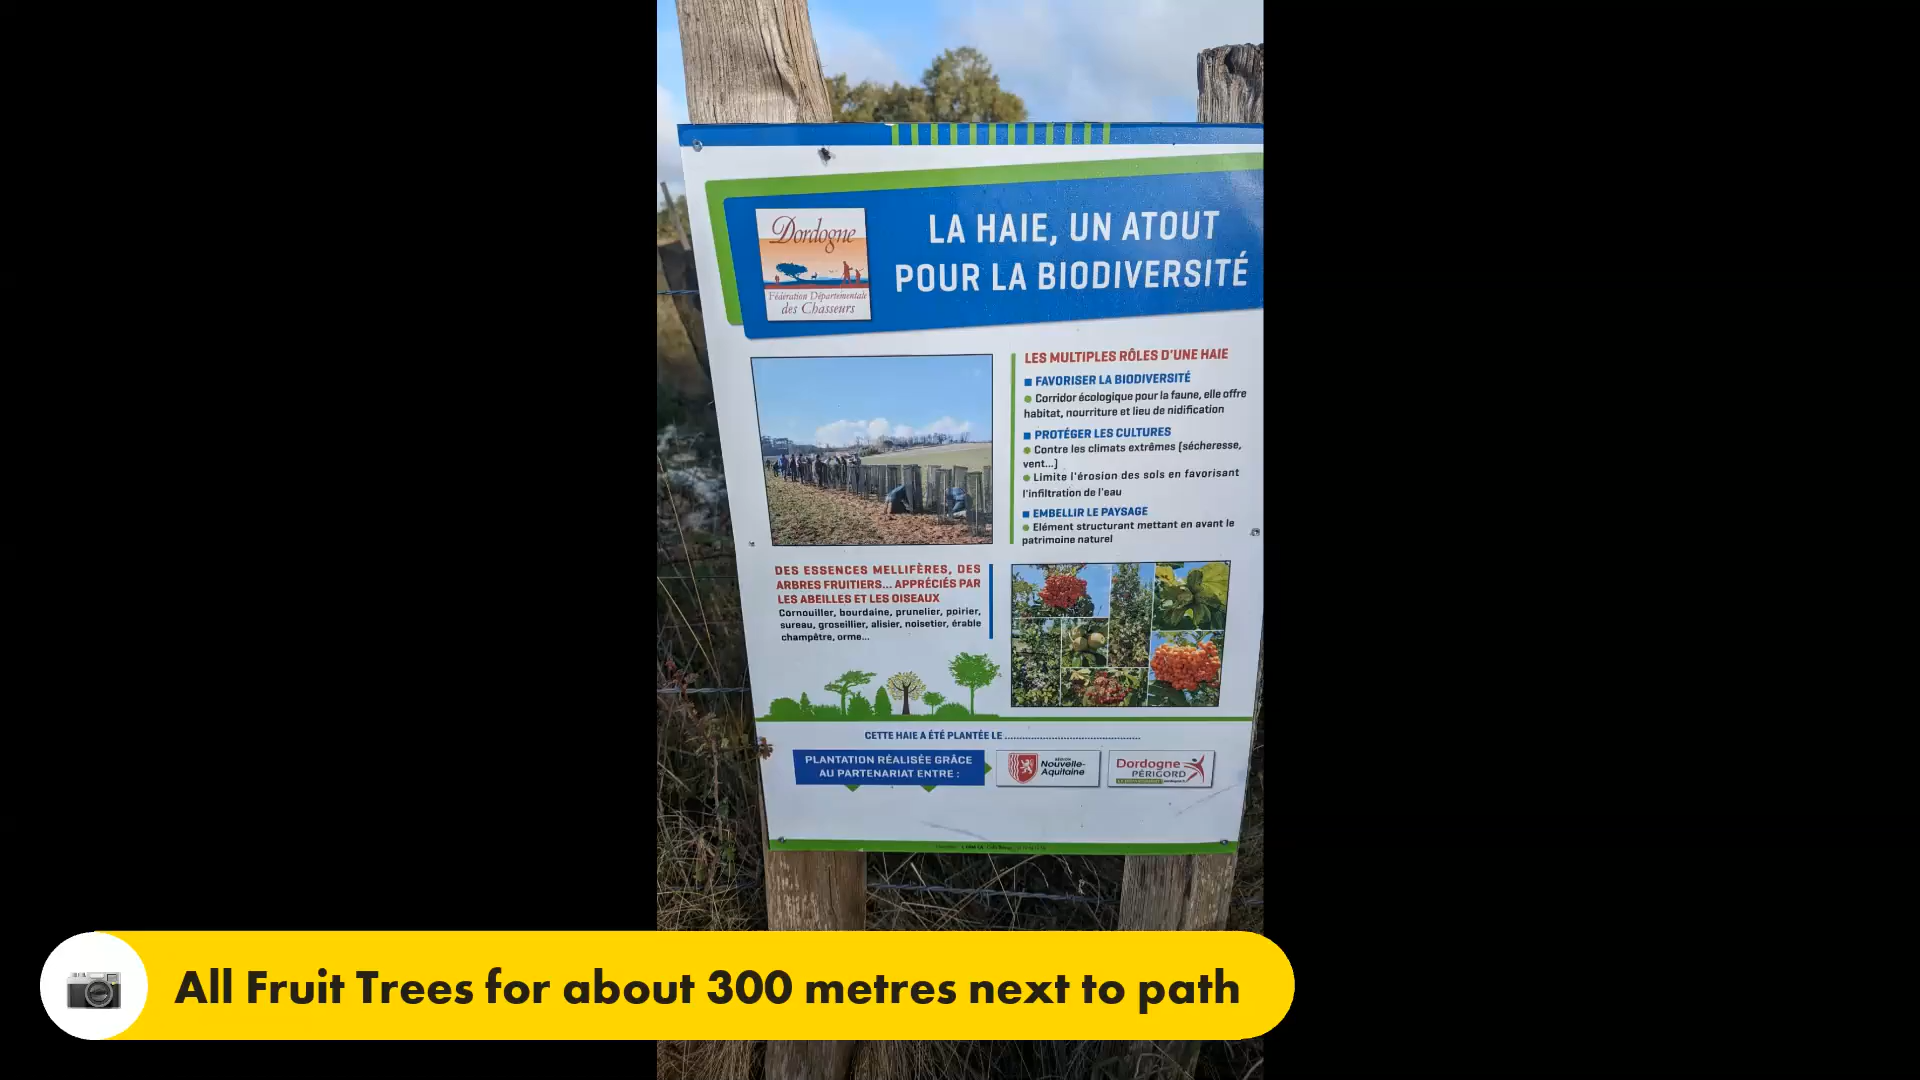 LA HAIE, UN ATOUT
POUR LA BIODIVERSITÉ
Dordogne
Fédération Départementale
des Chasseurs
LES MULTIPLES RÔLES D'UNE HAIE
FAVORISER LA BIODIVERSITÉ
Corridor écologique pour la faune, elle offre
habitat, nourriture et lieu de nidification
PROTÉGER LES CULTURES
Contre les climats extrêmes (sécheresse,
vent...)
Limite l'érosion des sols en favorisant
l'infiltration de l'eau
EMBELLIR LE PAYSAGE
Elément structurant mettant en avant le
patrimoine naturel
DES ESSENCES MELLIFÈRES, DES
ARBRES FRUITIERS... APPRÉCIÉS PAR
LES ABEILLES ET LES OISEAUX
Cornouiller, bourdaine, prunelier, poirier,
sureau, groseillier, alisier, noisetier, érable
champêtre, orme...
CETTE HAIE A ÉTÉ PLANTÉE LE ................................................
PLANTATION RÉALISÉE GRÂCE
AU PARTENARIAT ENTRE :
RÉGION
Nouvelle-
Aquitaine
Dordogne
PÉRIGORD
All Fruit Trees for about 300 metres next to path